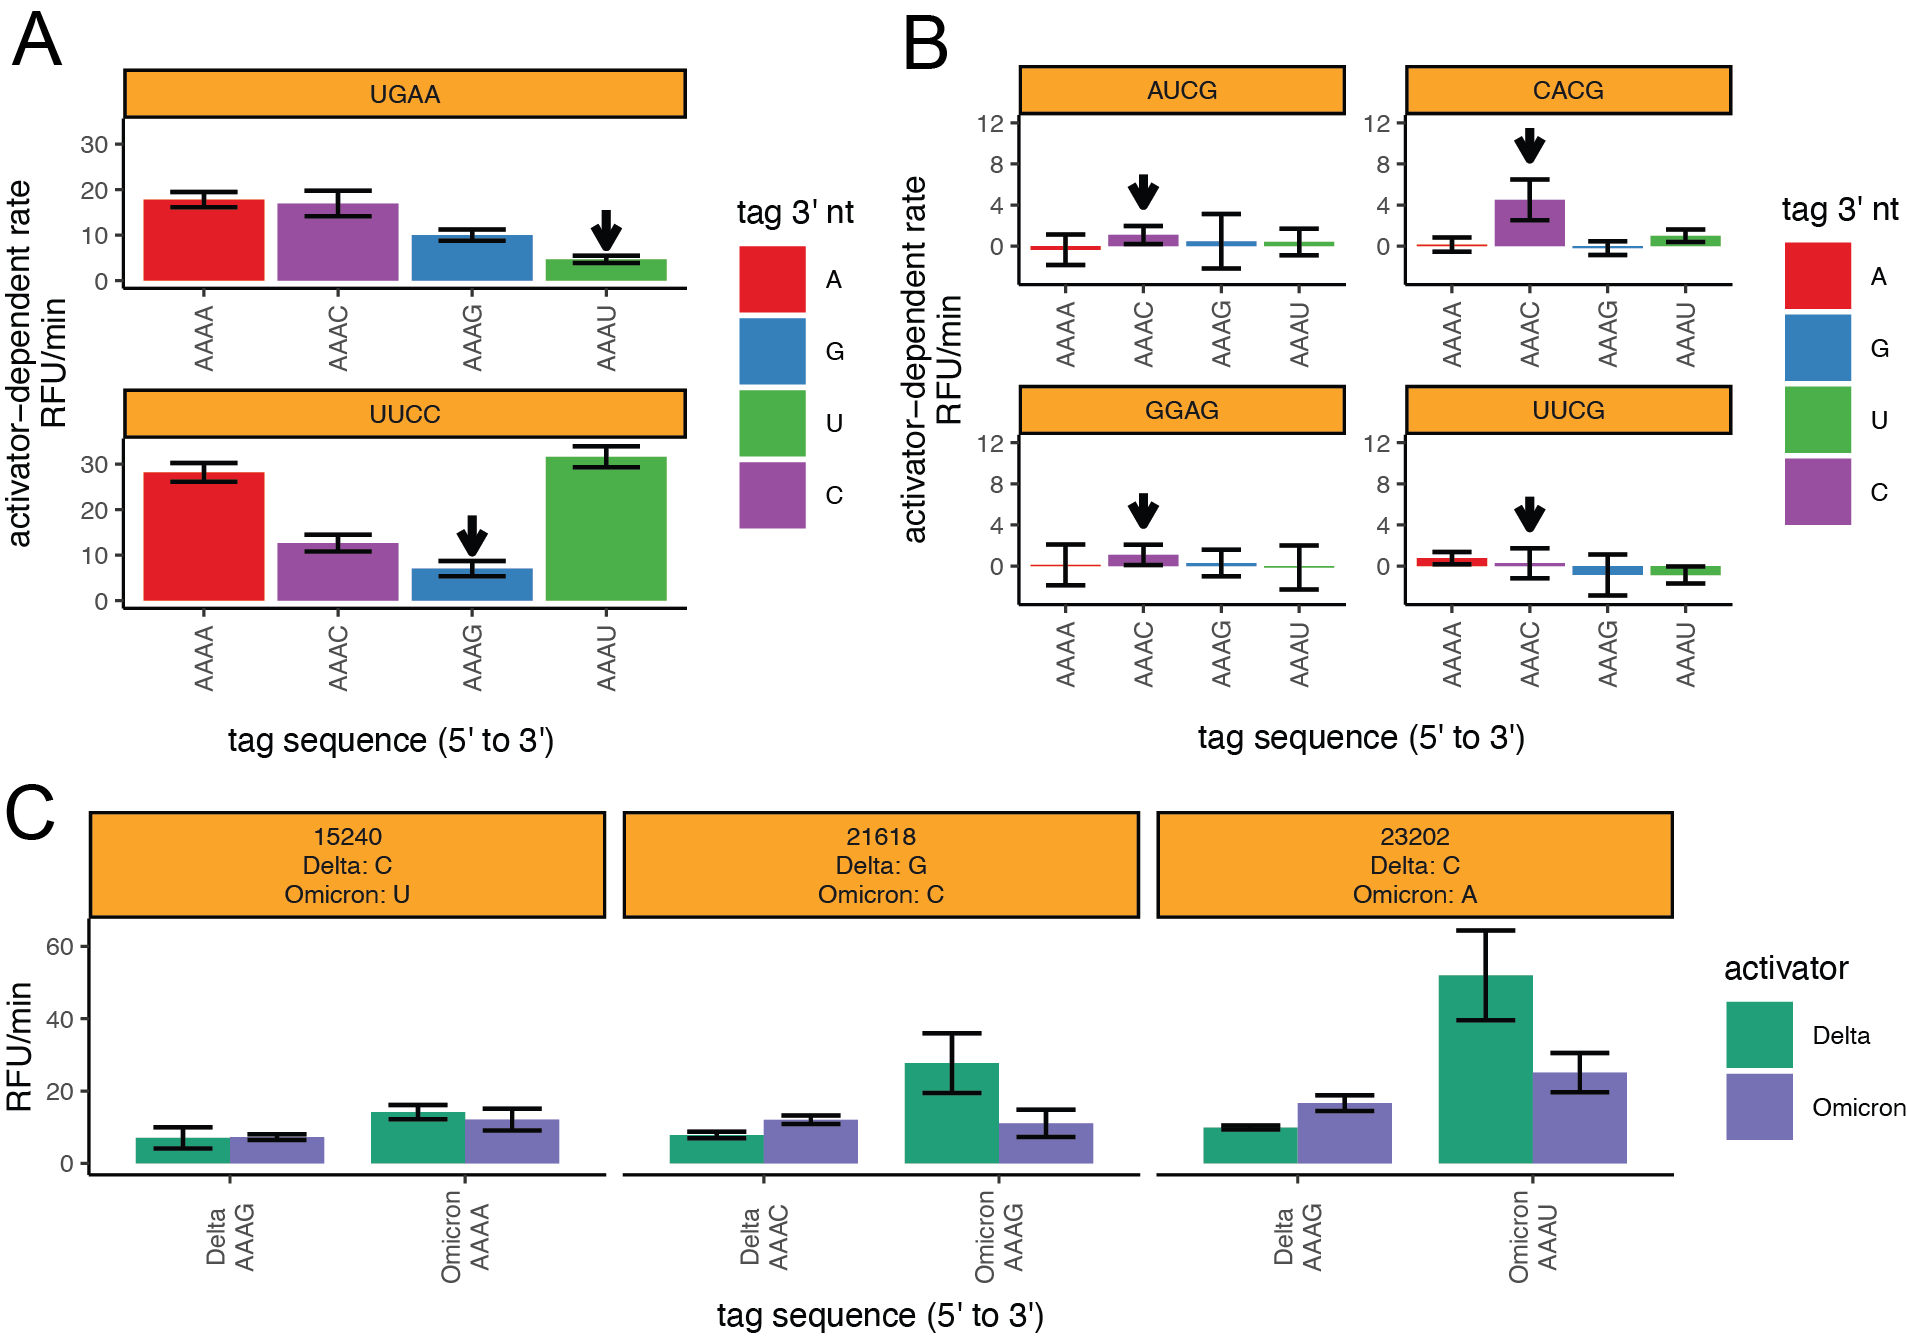 A
UGAA
30
20
10
0
AAAA
AAAC
AAAG
AAAU
UUCC
30
20
10
0
AAAA
AAAC
AAAG
AAAU
activator–dependent rate
RFU/min
tag sequence (5' to 3')
tag 3' nt
A
G
U
C
B
AUCG
12
8
4
0
AAAA
AAAC
AAAG
AAAU
CACG
12
8
4
0
AAAA
AAAC
AAAG
AAAU
GGAG
12
8
4
0
AAAA
AAAC
AAAG
AAAU
UUCG
12
8
4
0
AAAA
AAAC
AAAG
AAAU
activator–dependent rate
RFU/min
tag sequence (5' to 3')
tag 3' nt
A
G
U
C
C
15240
Delta: C
Omicron: U
21618
Delta: G
Omicron: C
23202
Delta: C
Omicron: A
60
40
20
0
RFU/min
Delta
AAAG
Omicron
AAAA
Delta
AAAC
Omicron
AAAG
Delta
AAAG
Omicron
AAAU
tag sequence (5' to 3')
activator
Delta
Omicron